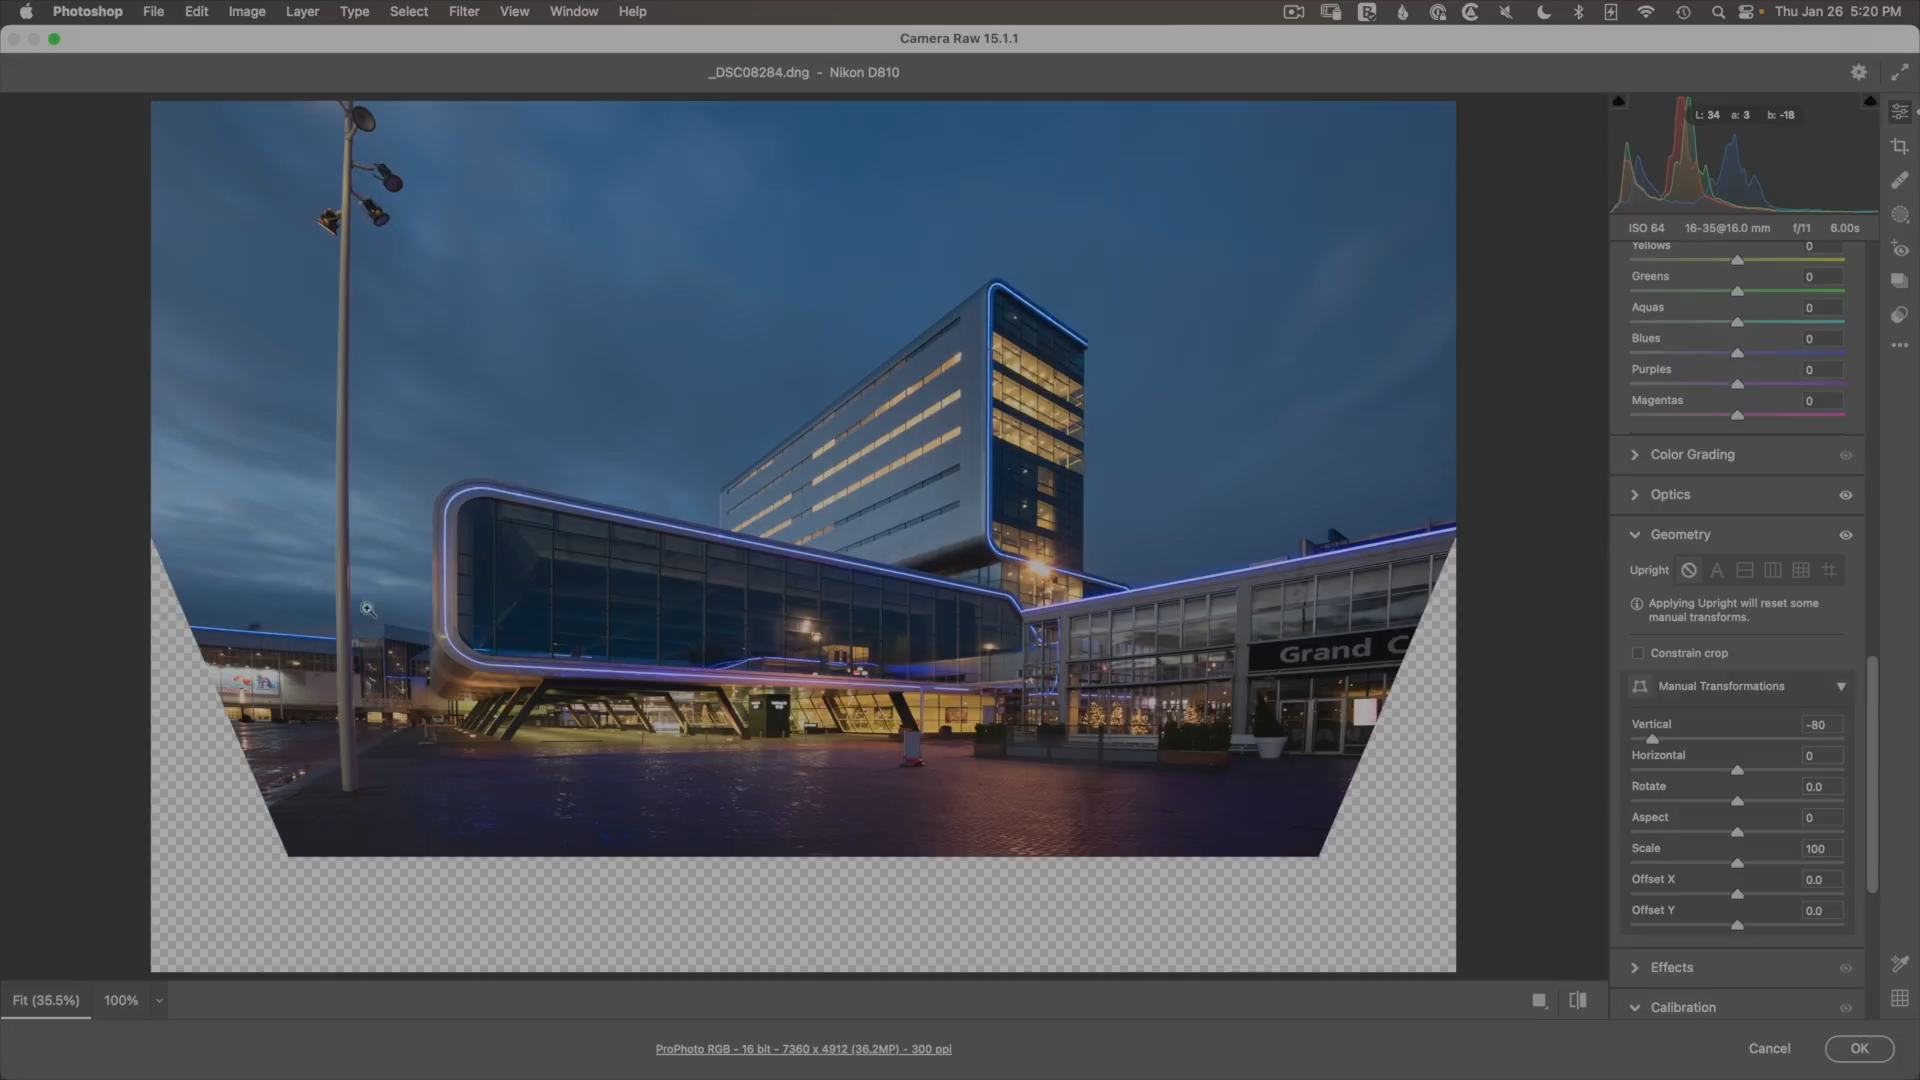 Photoshop File Edit Image Layer Type Select Filter View Window Help Thu Jan 26 5:20 PM
Camera Raw 15.1.1
_DSC08284.dng - Nikon D810
L: 34 a: 3 b: -18
ISO 64 16-35@16.0 mm f/11 6.00s
Yellows 0
Greens 0
Aquas 0
Blues 0
Purples 0
Magentas 0
Color Grading
Optics
Geometry
Upright
Applying Upright will reset some
manual transforms.
Constrain crop
Manual Transformations
Vertical -80
Horizontal 0
Rotate 0.0
Aspect 0
Scale 100
Offset X 0.0
Offset Y 0.0
Effects
Calibration
Grand C
Fit (35.5%) 100%
ProPhoto RGB - 16 bit - 7360 x 4912 (36.2MP) - 300 ppi
Cancel OK